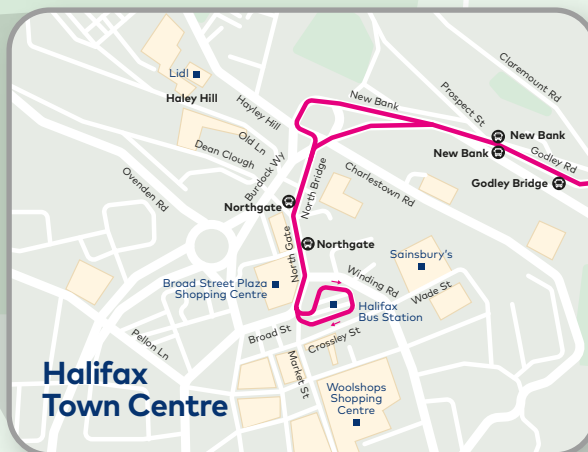 Claremount Rd
Lidl
Haley Hill
Hayley Hill
New Bank
Prospect St
New Bank
New Bank
Godley Rd
Godley Bridge
Old Ln
Dean Clough
Burdock Wy
North Bridge
Charlestown Rd
Ovenden Rd
Northgate
Northgate
North Gate
Sainsbury's
Broad Street Plaza
Shopping Centre
Winding Rd
Wade St
Halifax
Bus Station
Broad St
Crossley St
Market St
Pellon Ln
Halifax
Town Centre
Woolshops
Shopping
Centre